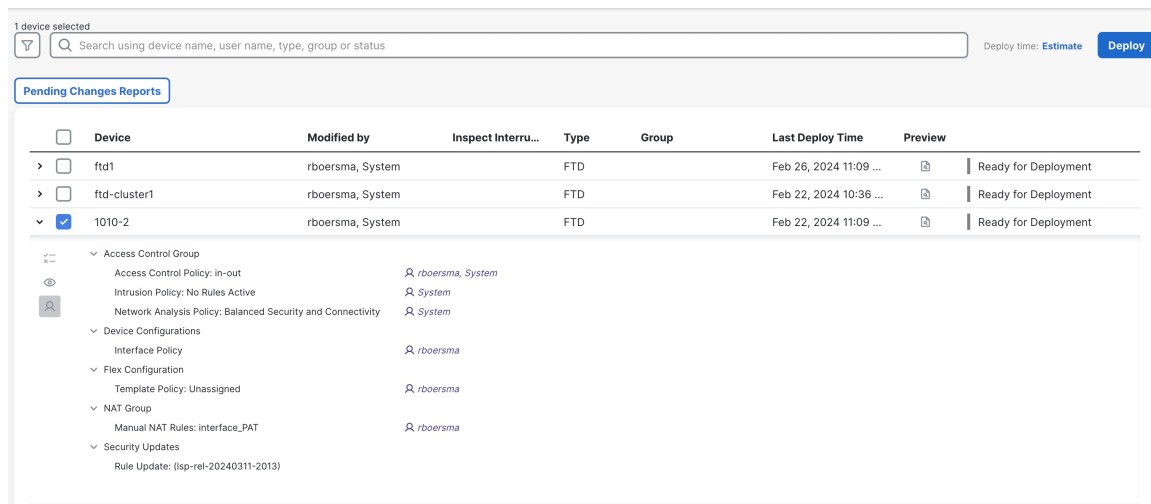 1 device selected
Search using device name, user name, type, group or status
Deploy time: Estimate
Deploy
Pending Changes Reports
Device Modified by Inspect Interru... Type Group Last Deploy Time Preview
ftd1 rboersma, System FTD Feb 26, 2024 11:09 ... Ready for Deployment
ftd-cluster1 rboersma, System FTD Feb 22, 2024 10:36 ... Ready for Deployment
1010-2 rboersma, System FTD Feb 22, 2024 11:09 ... Ready for Deployment
Access Control Group
Access Control Policy: in-out rboersma, System
Intrusion Policy: No Rules Active System
Network Analysis Policy: Balanced Security and Connectivity System
Device Configurations
Interface Policy rboersma
Flex Configuration
Template Policy: Unassigned rboersma
NAT Group
Manual NAT Rules: interface_PAT rboersma
Security Updates
Rule Update: (lsp-rel-20240311-2013)